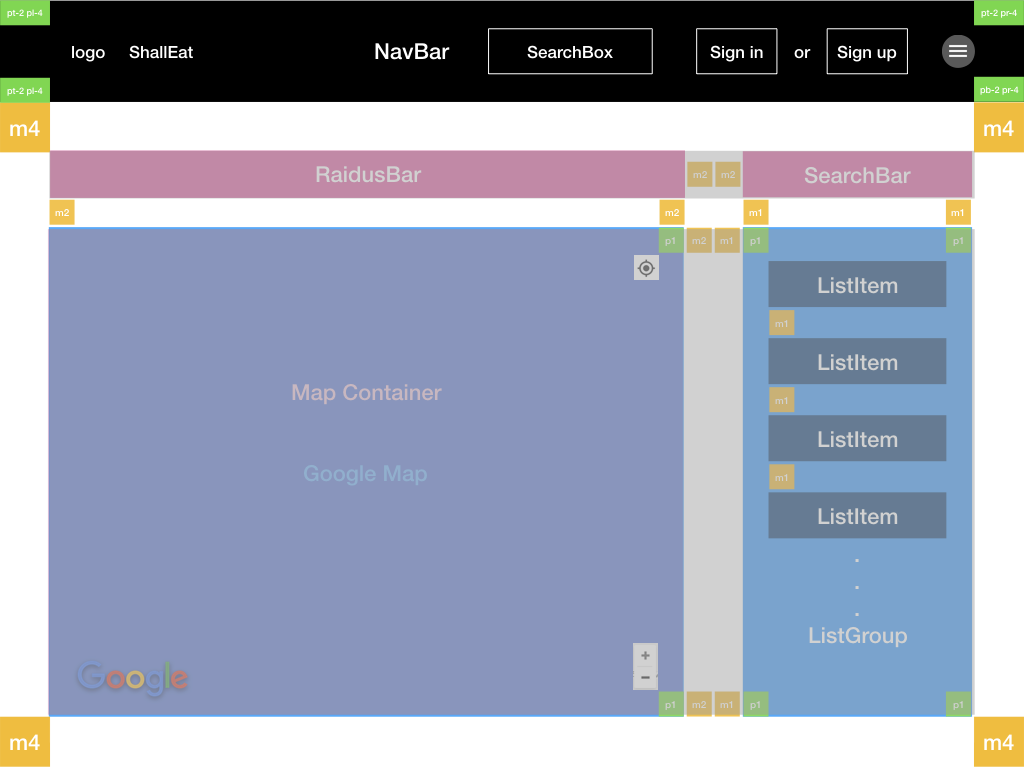 pt-2 pl-4
pt-2 pr-4
logo ShallEat NavBar SearchBox Sign in or Sign up
pt-2 pl-4
pb-2 pr-4
m4
m4
RaidusBar m2 m2 SearchBar
m2 m2 m1 m1
p1 m2 m1 p1 p1
ListItem
m1
ListItem
Map Container
m1
ListItem
Google Map
m1
ListItem
.
.
.
ListGroup
+
Google
−
p1 m2 m1 p1 p1
m4
m4